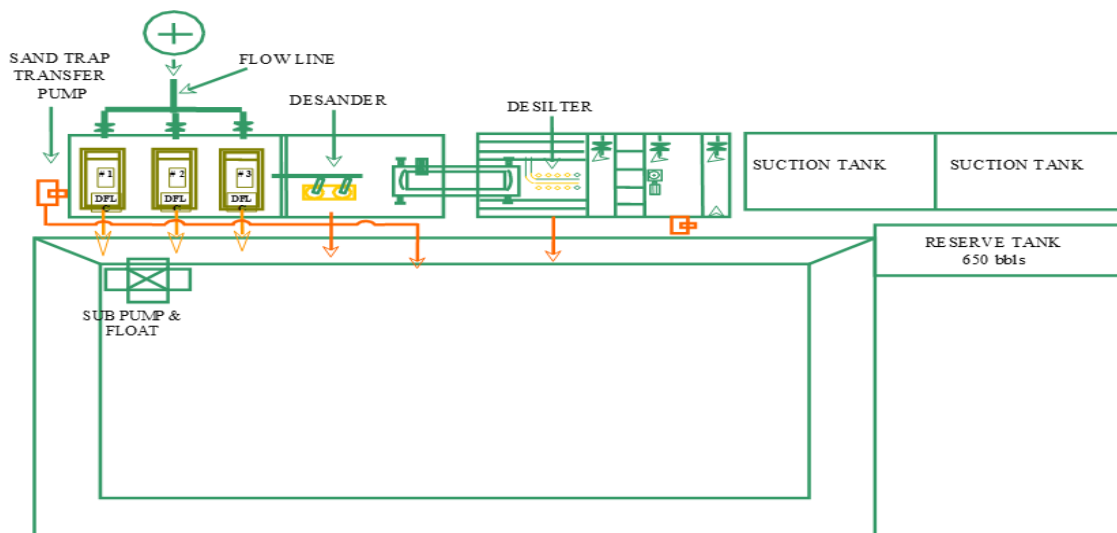 SAND TRAP
TRANSFER
PUMP
FLOW LINE
DESANDER
DESILTER
# 1
# 2
# 3
DFL
C
DFL
C
DFL
C
SUCTION TANK
SUCTION TANK
RESERVE TANK
650 bbls
SUB PUMP &
FLOAT